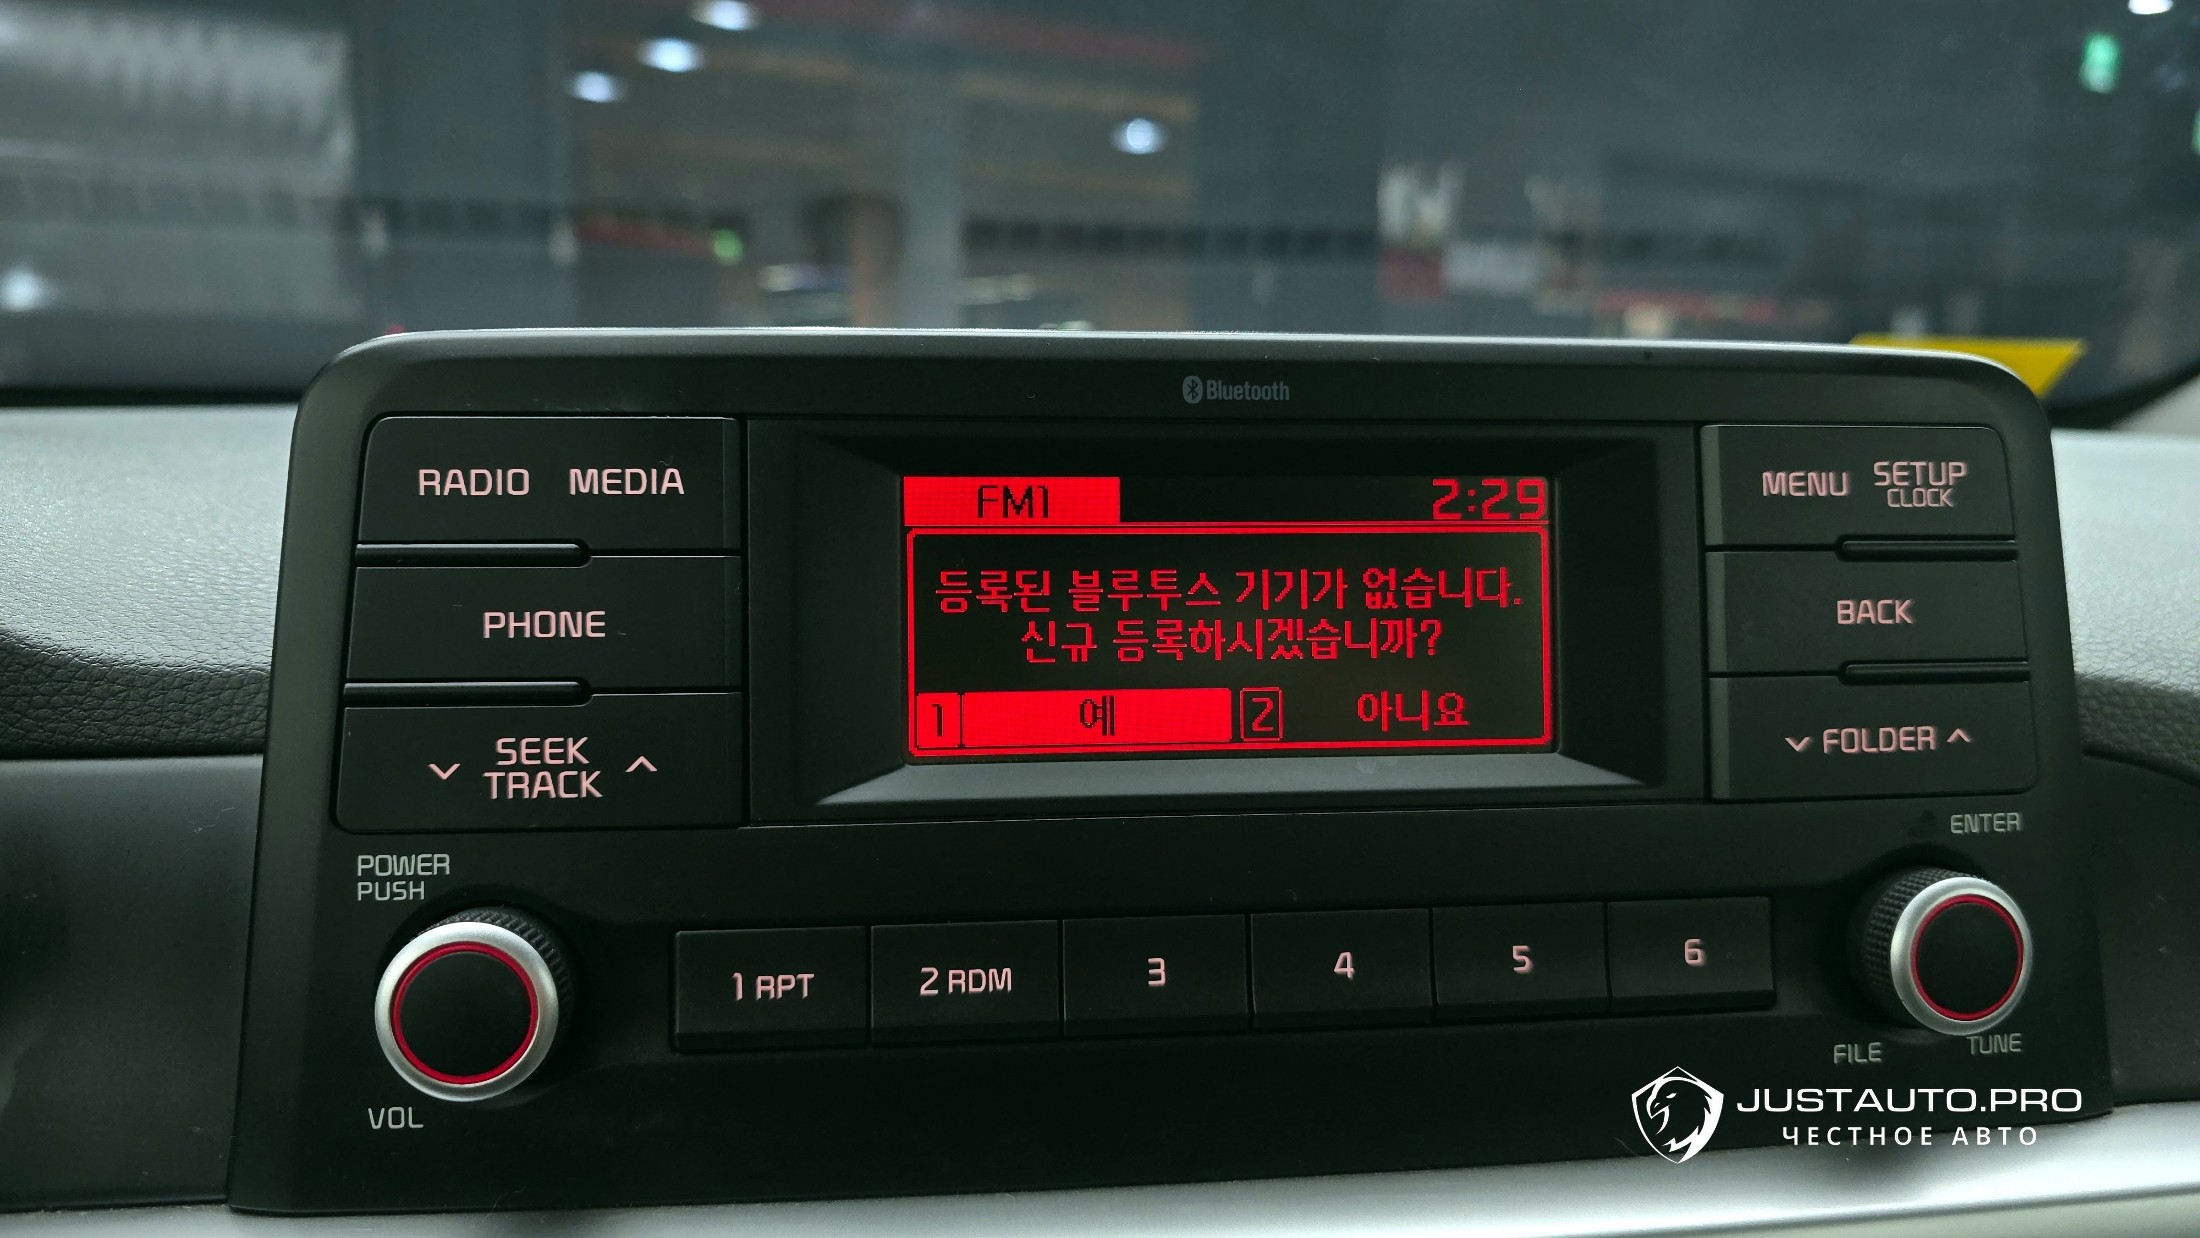 Bluetooth
RADIO MEDIA
PHONE
SEEK
TRACK
FM1 2:29
등록된 블루투스 기기가 없습니다.
신규 등록하시겠습니까?
1 예 2 아니요
MENU SETUP
CLOCK
BACK
FOLDER
ENTER
POWER
PUSH
VOL
1 RPT 2 RDM 3 4 5 6
FILE TUNE
JUSTAUTO.PRO
ЧЕСТНОЕ АВТО